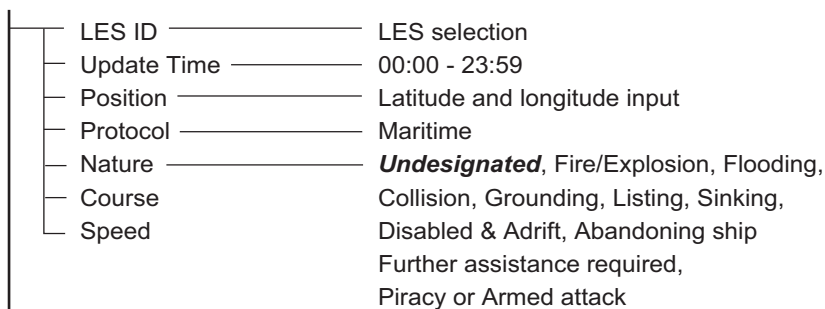 LES ID LES selection
Update Time 00:00 - 23:59
Position Latitude and longitude input
Protocol Maritime
Nature Undesignated, Fire/Explosion, Flooding,
Course Collision, Grounding, Listing, Sinking,
Speed Disabled & Adrift, Abandoning ship
Further assistance required,
Piracy or Armed attack